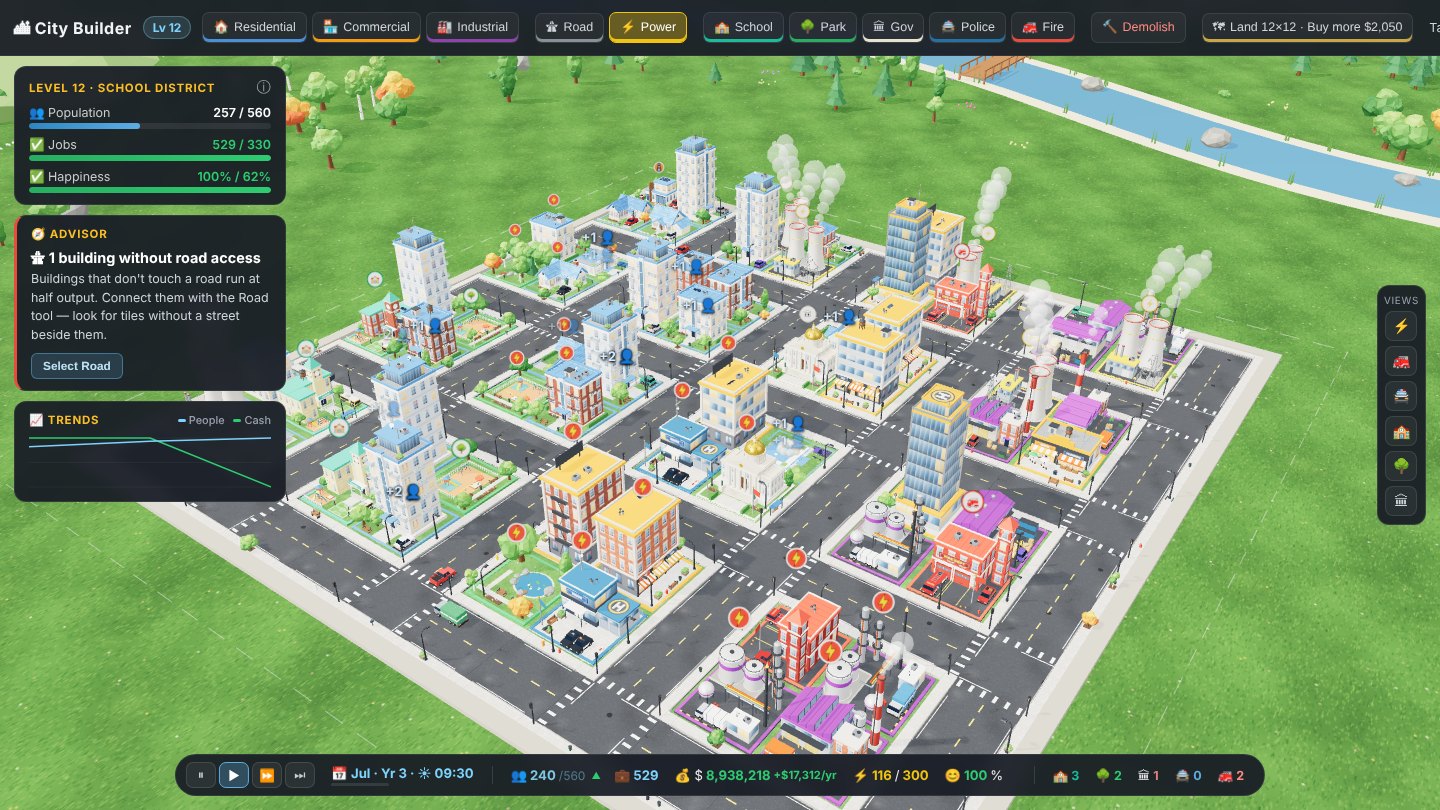 City Builder
Lv 12
Residential
Commercial
Industrial
Road
Power
School
Park
Gov
Police
Fire
Demolish
Land 12×12 · Buy more $2,050
LEVEL 12 · SCHOOL DISTRICT
Population 257 / 560
Jobs 529 / 330
Happiness 100% / 62%
ADVISOR
1 building without road access
Buildings that don't touch a road run at
half output. Connect them with the Road
tool — look for tiles without a street
beside them.
Select Road
TRENDS People Cash
VIEWS
+1
+1
+1
+1
+1
+2
+1
+2
H
H
H
Jul · Yr 3 · 09:30
240 /560 ▲
529
$ 8,938,218 +$17,312/yr
116 / 300
100 %
3
2
1
0
2